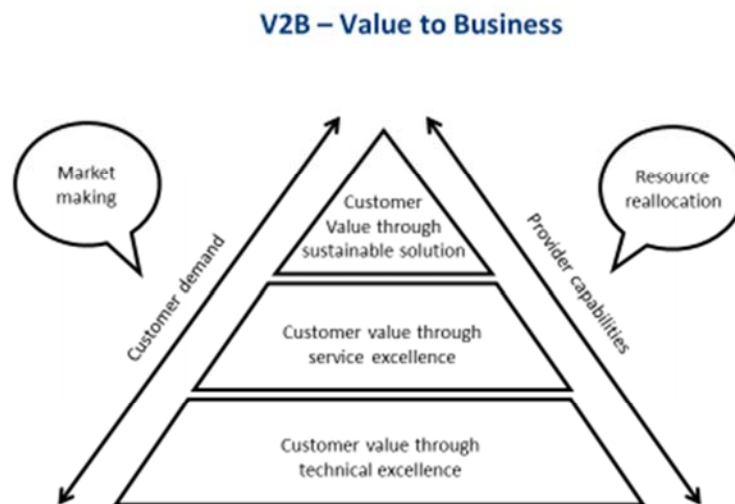 V2B – Value to Business
Market
making
Resource
reallocation
Customer demand
Provider capabilities
Customer
Value through
sustainable solution
Customer value through
service excellence
Customer value through
technical excellence